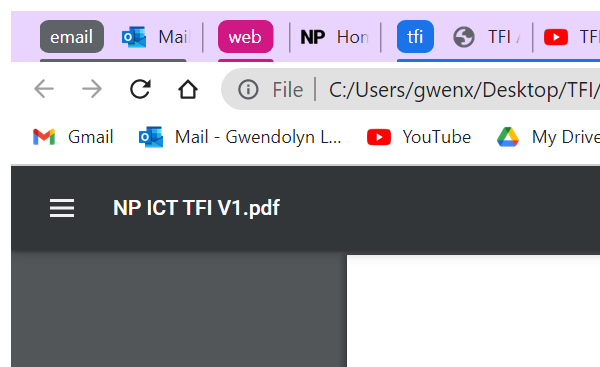 email Mai web NP Hon tfi TFI A TFI
File C:/Users/gwenx/Desktop/TFI/
Gmail Mail - Gwendolyn L... YouTube My Drive
NP ICT TFI V1.pdf